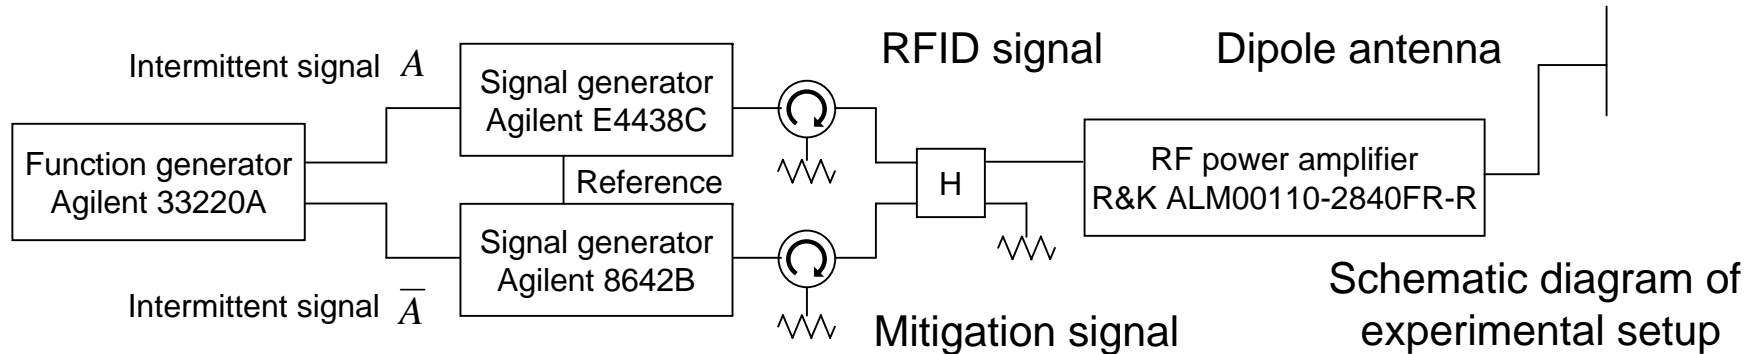 Intermittent signal A
Signal generator
Agilent E4438C
RFID signal
Dipole antenna
Function generator
Agilent 33220A
Reference
H
RF power amplifier
R&K ALM00110-2840FR-R
Signal generator
Agilent 8642B
Intermittent signal A̅
Mitigation signal
Schematic diagram of
experimental setup